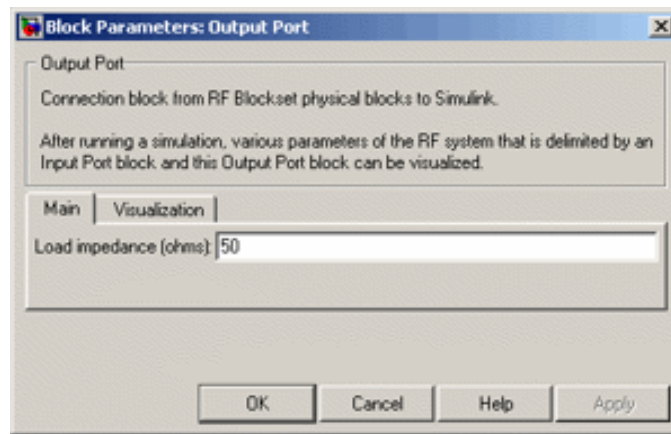 Block Parameters: Output Port
Output Port
Connection block from RF Blockset physical blocks to Simulink.
After running a simulation, various parameters of the RF system that is delimited by an
Input Port block and this Output Port block can be visualized.
Main Visualization
Load impedance (ohms): 50
OK Cancel Help Apply